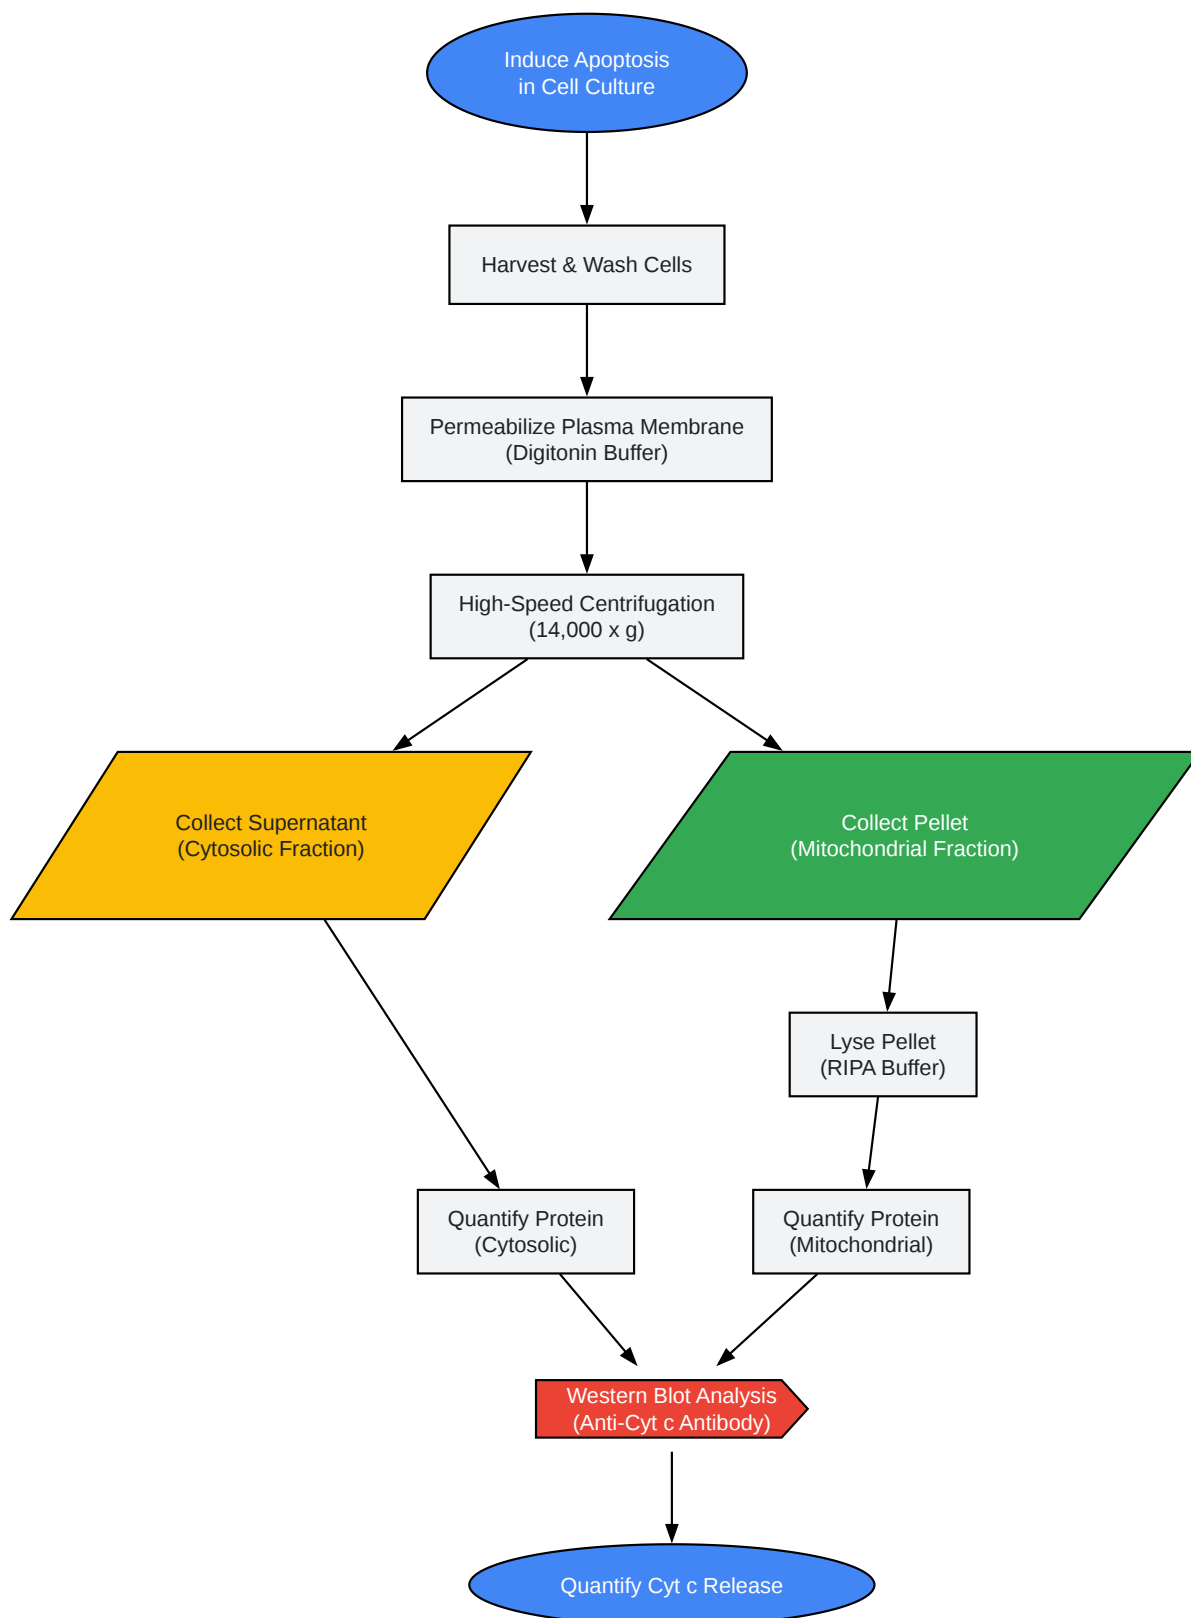 Induce Apoptosis
in Cell Culture
Harvest & Wash Cells
Permeabilize Plasma Membrane
(Digitonin Buffer)
High-Speed Centrifugation
(14,000 x g)
Collect Supernatant
(Cytosolic Fraction)
Collect Pellet
(Mitochondrial Fraction)
Lyse Pellet
(RIPA Buffer)
Quantify Protein
(Cytosolic)
Quantify Protein
(Mitochondrial)
Western Blot Analysis
(Anti-Cyt c Antibody)
Quantify Cyt c Release